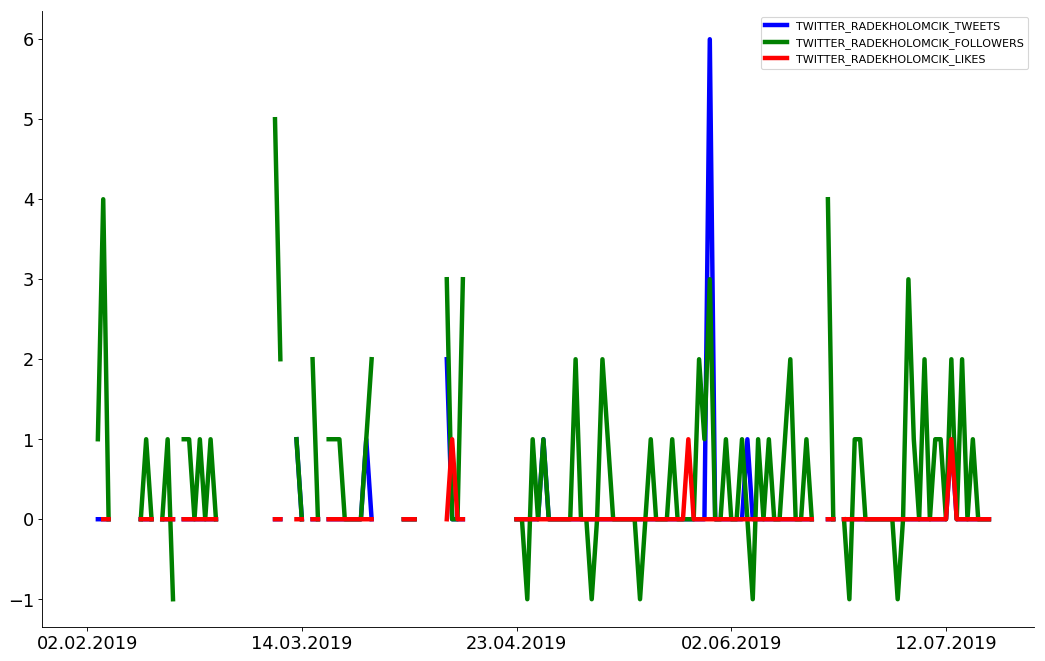 TWITTER_RADEKHOLOMCIK_TWEETS
TWITTER_RADEKHOLOMCIK_FOLLOWERS
TWITTER_RADEKHOLOMCIK_LIKES
6
5
4
3
2
1
0
−1
02.02.2019 14.03.2019 23.04.2019 02.06.2019 12.07.2019